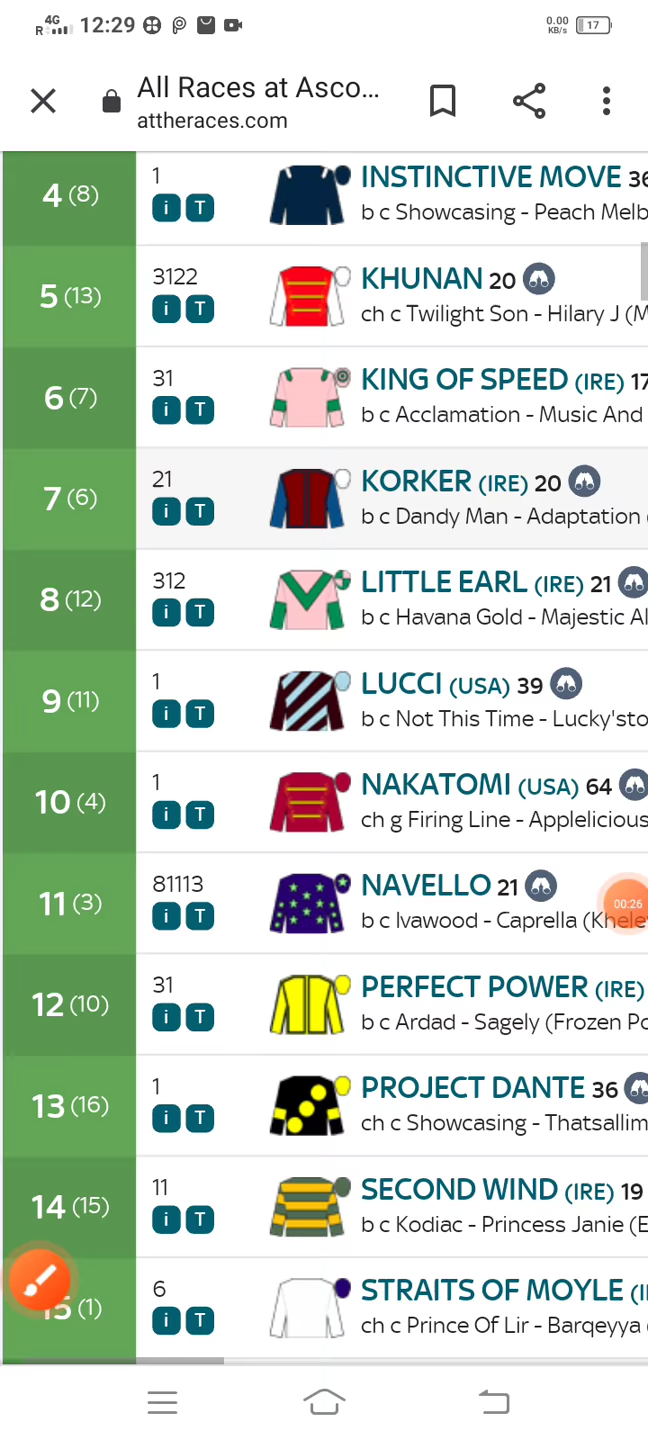 4G
R
12:29
0.00
KB/s
17
All Races at Asco...
attheraces.com
4 (8)
1
INSTINCTIVE MOVE 36
i T
b c Showcasing - Peach Melb
5 (13)
3122
KHUNAN 20
i T
ch c Twilight Son - Hilary J (M
6 (7)
31
KING OF SPEED (IRE) 17
i T
b c Acclamation - Music And
7 (6)
21
KORKER (IRE) 20
i T
b c Dandy Man - Adaptation (
8 (12)
312
LITTLE EARL (IRE) 21
i T
b c Havana Gold - Majestic Al
9 (11)
1
LUCCI (USA) 39
i T
b c Not This Time - Lucky'sto
10 (4)
1
NAKATOMI (USA) 64
i T
ch g Firing Line - Applelicious
11 (3)
81113
NAVELLO 21
i T
b c Ivawood - Caprella (Khele
00:26
12 (10)
31
PERFECT POWER (IRE)
i T
b c Ardad - Sagely (Frozen Po
13 (16)
1
PROJECT DANTE 36
i T
ch c Showcasing - Thatsallim
14 (15)
11
SECOND WIND (IRE) 19
i T
b c Kodiac - Princess Janie (E
15 (1)
6
STRAITS OF MOYLE (I
i T
ch c Prince Of Lir - Barqeyya (